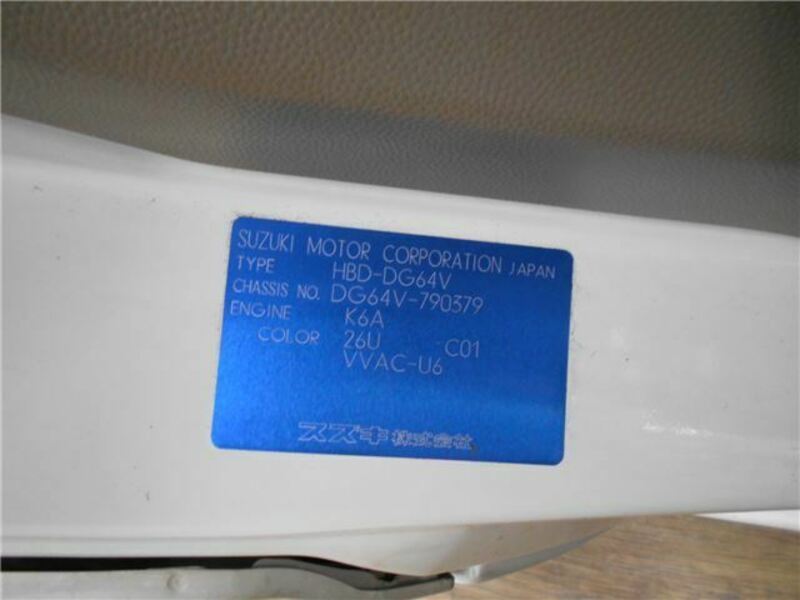 SUZUKI MOTOR CORPORATION JAPAN
TYPE HBD-DG64V
CHASSIS NO. DG64V-790379
ENGINE K6A
COLOR 26U C01
VVAC-U6
スズキ株式会社